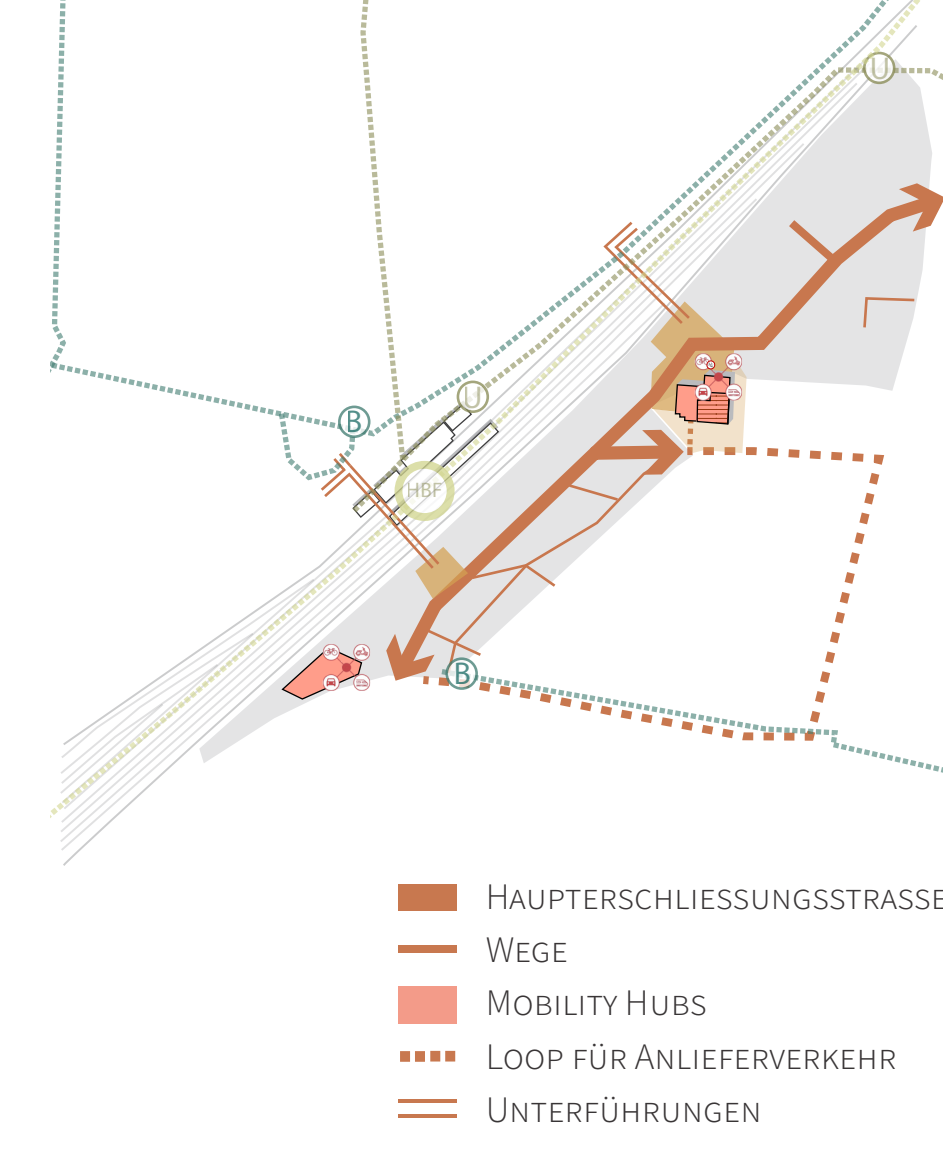 U
U
B
HBF
B
HAUPTERSCHLIESSUNGSSTRASSE
WEGE
MOBILITY HUBS
LOOP FÜR ANLIEFERVERKEHR
UNTERFÜHRUNGEN